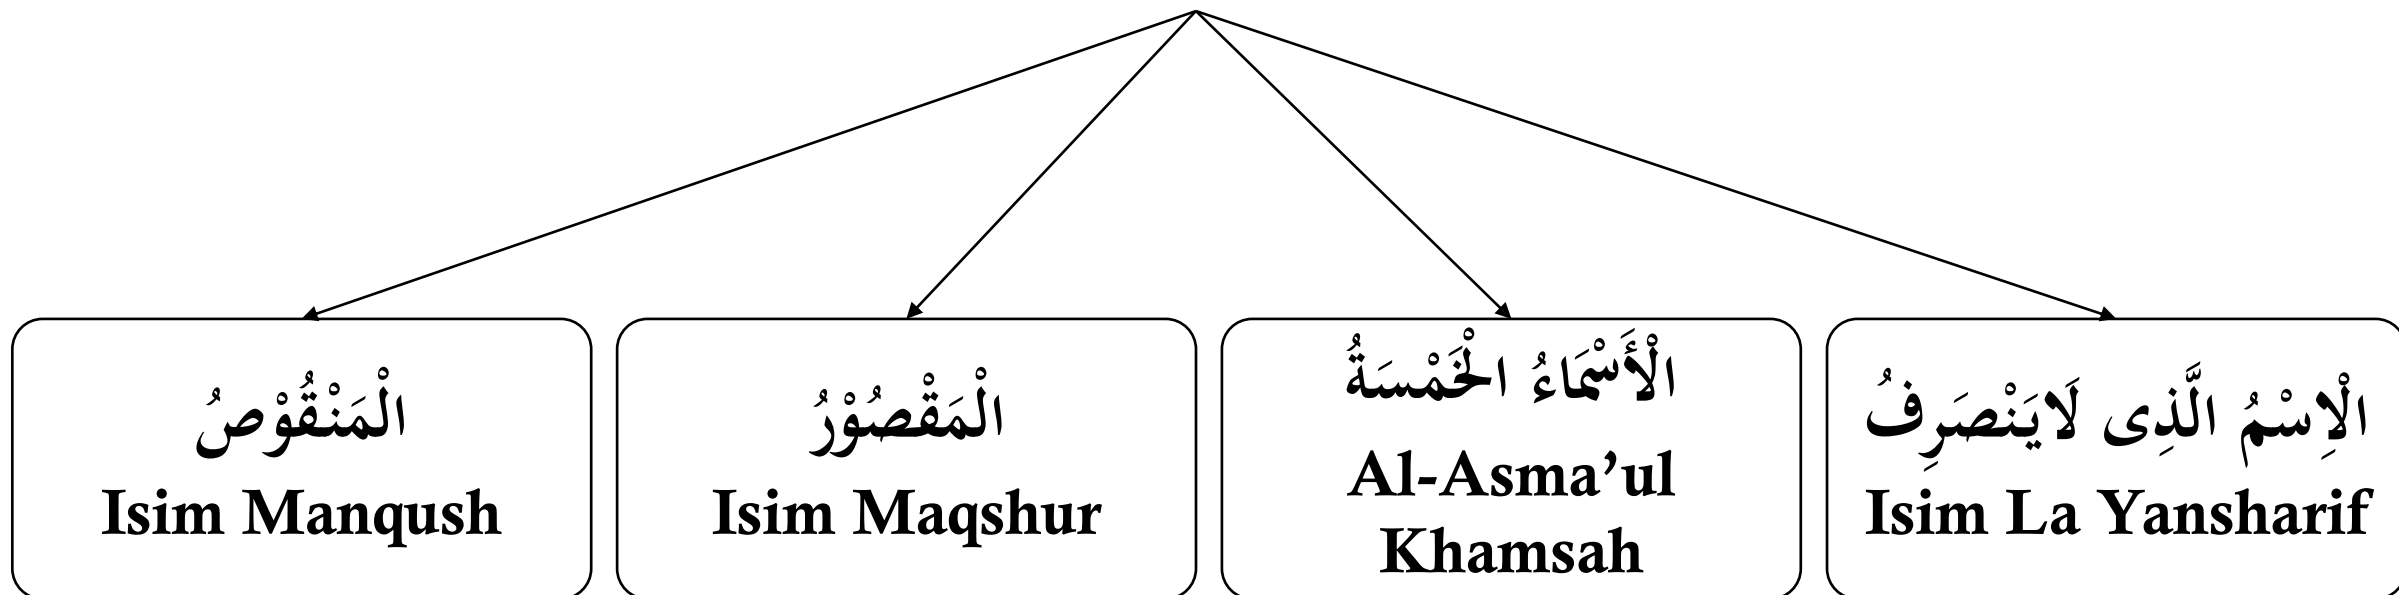 الْمَنْقُوْصُ
Isim Manqush
الْمَقْصُوْرُ
Isim Maqshur
الْأَسْمَاءُ الْخَمْسَةُ
Al-Asma’ul
Khamsah
الْاِسْمُ الَّذِى لَايَنْصَرِفُ
Isim La Yansharif